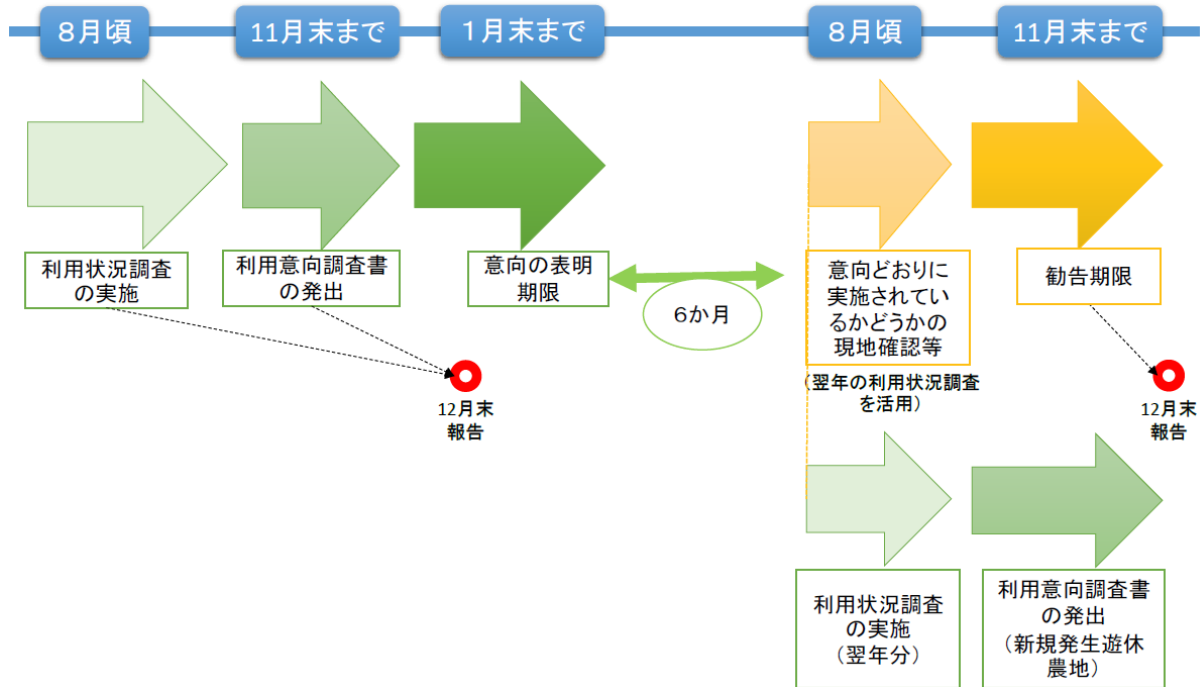 8月頃
11月末まで
1月末まで
8月頃
11月末まで
利用状況調査
の実施
利用意向調査書
の発出
意向の表明
期限
6か月
意向どおりに
実施されてい
るかどうかの
現地確認等
(翌年の利用状況調査
を活用)
勧告期限
12月末
報告
12月末
報告
利用状況調査
の実施
(翌年分)
利用意向調査書
の発出
(新規発生遊休
農地)